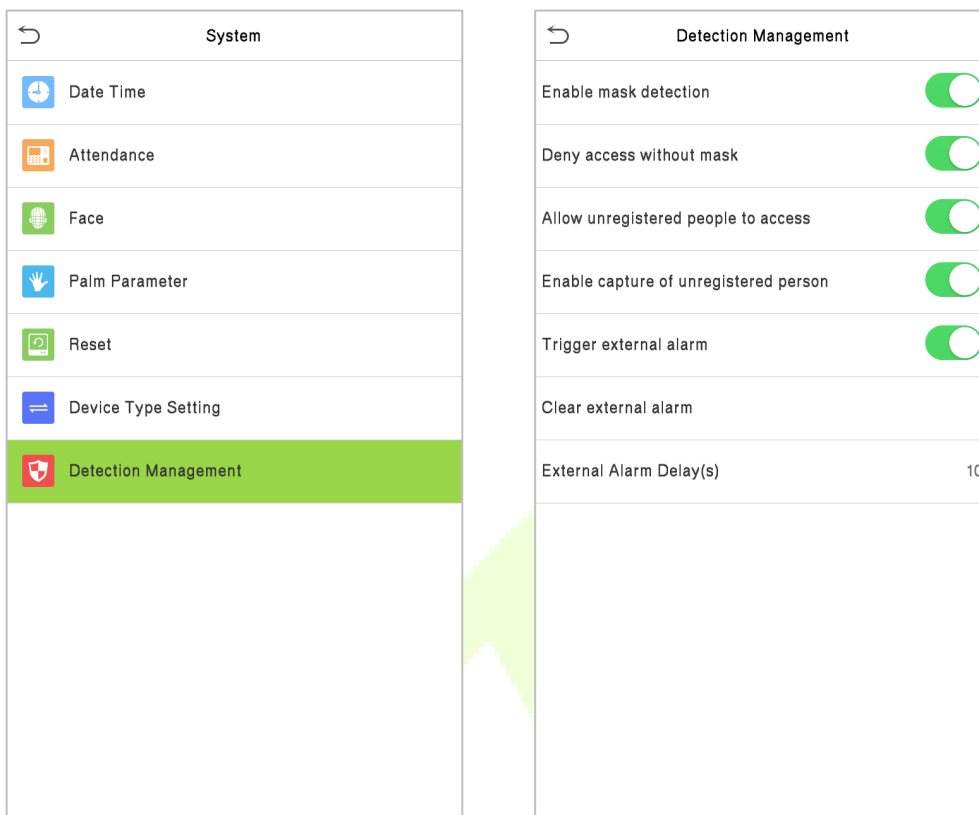 System
Date Time
Attendance
Face
Palm Parameter
Reset
Device Type Setting
Detection Management
Detection Management
Enable mask detection
Deny access without mask
Allow unregistered people to access
Enable capture of unregistered person
Trigger external alarm
Clear external alarm
External Alarm Delay(s) 10